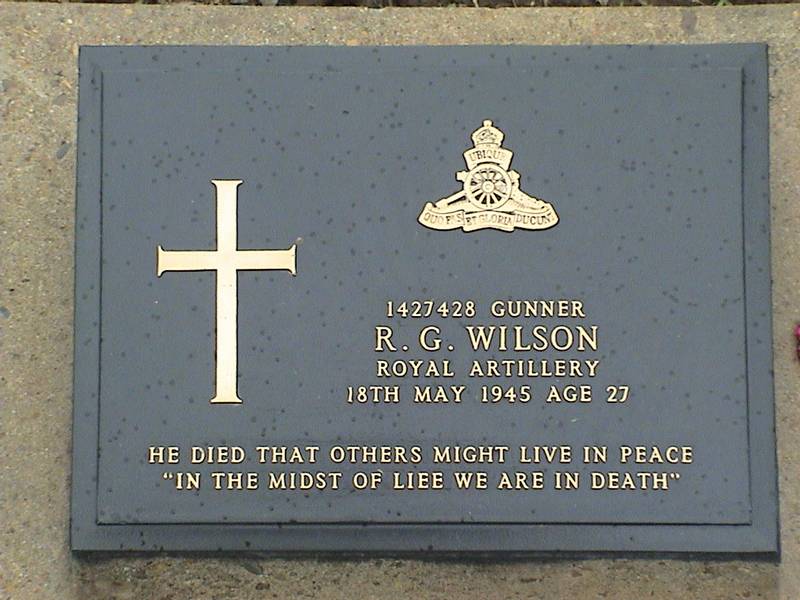 UBIQUE
QUO FAS ET GLORIA DUCUNT
1427428 GUNNER
R. G. WILSON
ROYAL ARTILLERY
18TH MAY 1945 AGE 27
HE DIED THAT OTHERS MIGHT LIVE IN PEACE
"IN THE MIDST OF LIEE WE ARE IN DEATH"